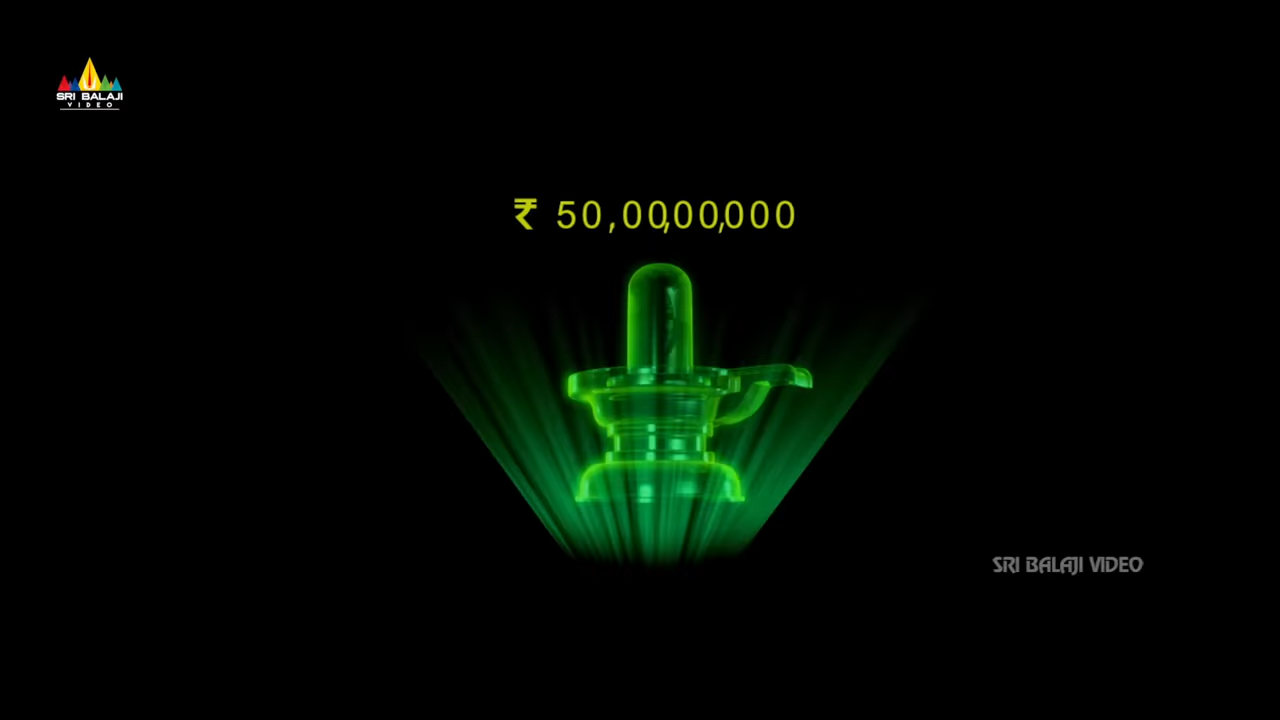 SRI BALAJI
VIDEO
₹ 50,00,00,000
SRI BALAJI VIDEO